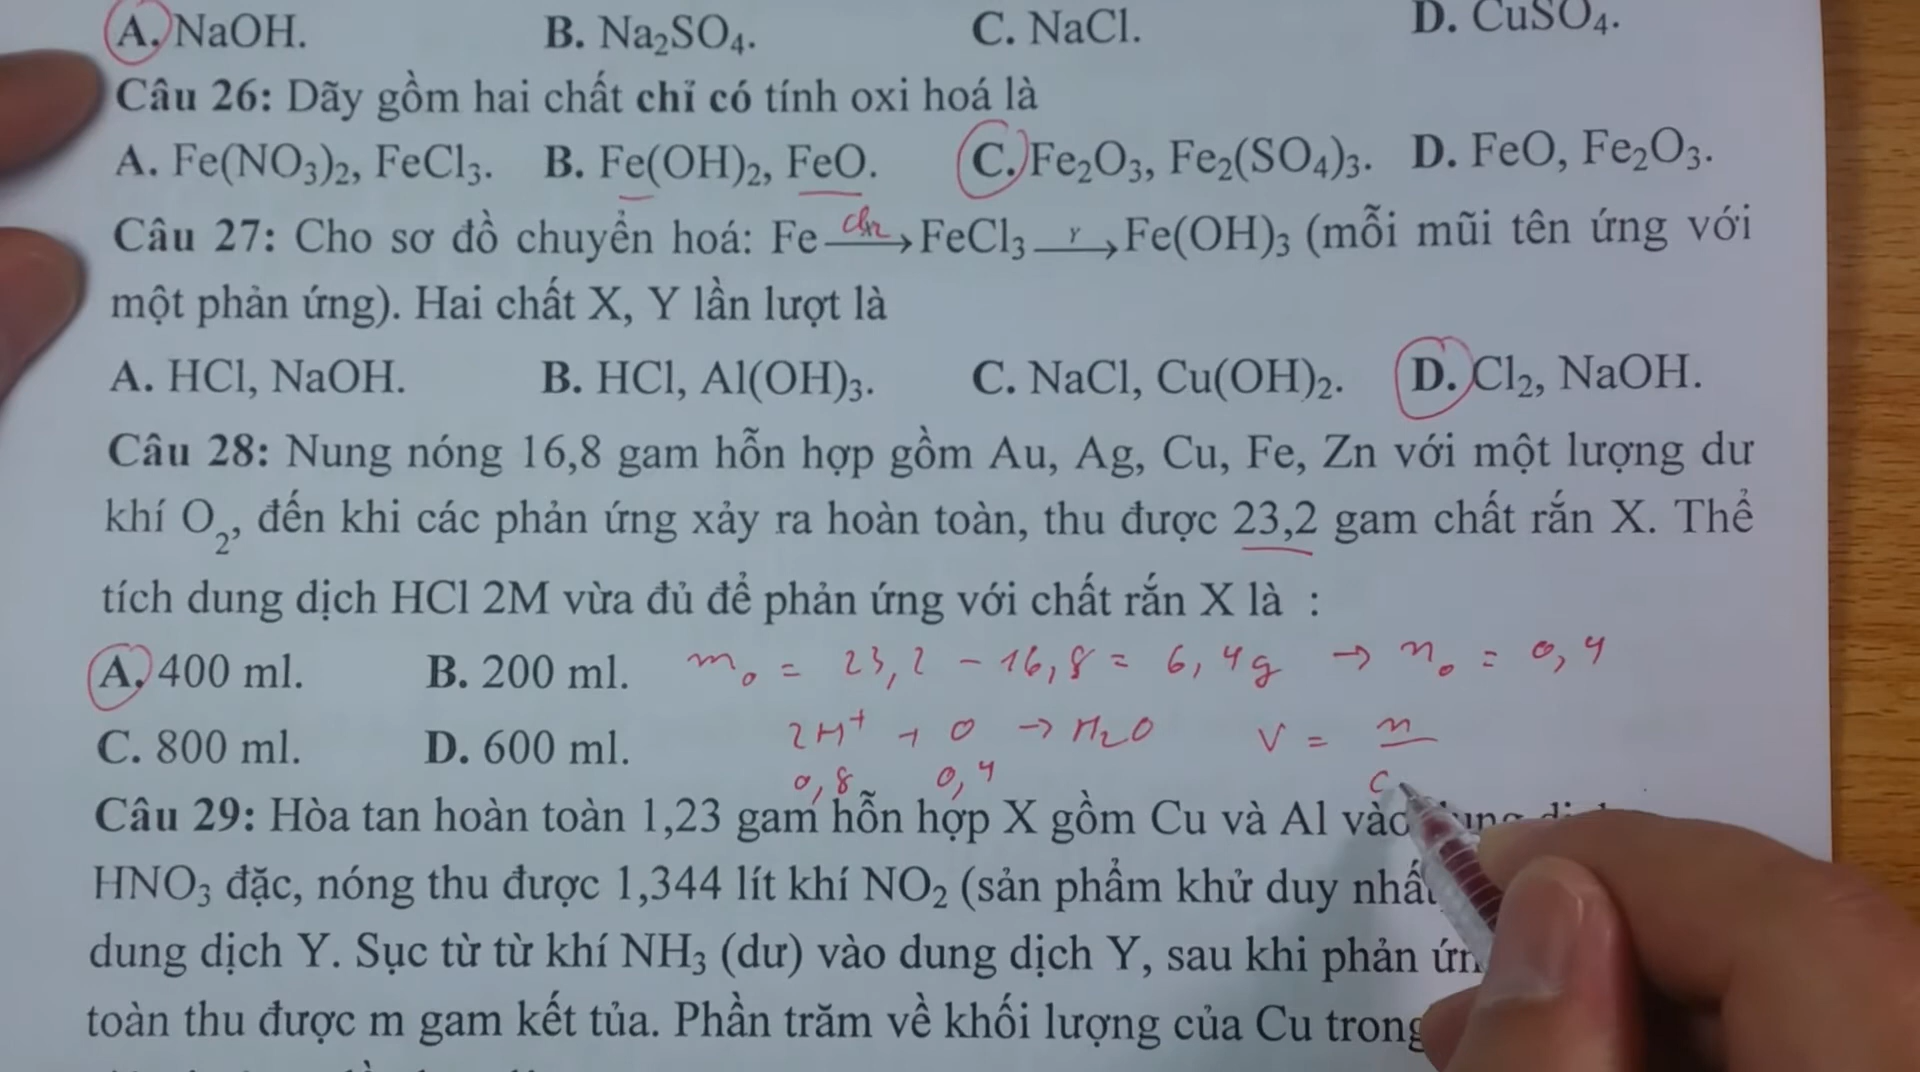 A. NaOH. B. Na₂SO₄. C. NaCl. D. CuSO₄.
Câu 26: Dãy gồm hai chất chỉ có tính oxi hoá là
A. Fe(NO₃)₂, FeCl₃. B. Fe(OH)₂, FeO. C. Fe₂O₃, Fe₂(SO₄)₃. D. FeO, Fe₂O₃.
Câu 27: Cho sơ đồ chuyển hoá: Fe → FeCl₃ —Y→ Fe(OH)₃ (mỗi mũi tên ứng với
một phản ứng). Hai chất X, Y lần lượt là
A. HCl, NaOH. B. HCl, Al(OH)₃. C. NaCl, Cu(OH)₂. D. Cl₂, NaOH.
Câu 28: Nung nóng 16,8 gam hỗn hợp gồm Au, Ag, Cu, Fe, Zn với một lượng dư
khí O₂, đến khi các phản ứng xảy ra hoàn toàn, thu được 23,2 gam chất rắn X. Thể
tích dung dịch HCl 2M vừa đủ để phản ứng với chất rắn X là :
A. 400 ml. B. 200 ml. m₀ = 23,2 - 16,8 = 6,4g → n₀ = 0,4
C. 800 ml. D. 600 ml. 2H⁺ + O → H₂O V = n
0,8 0,4 C
Câu 29: Hòa tan hoàn toàn 1,23 gam hỗn hợp X gồm Cu và Al vào
HNO₃ đặc, nóng thu được 1,344 lít khí NO₂ (sản phẩm khử duy
dung dịch Y. Sục từ từ khí NH₃ (dư) vào dung dịch Y, sau khi phản
toàn thu được m gam kết tủa. Phần trăm về khối lượng của Cu trong